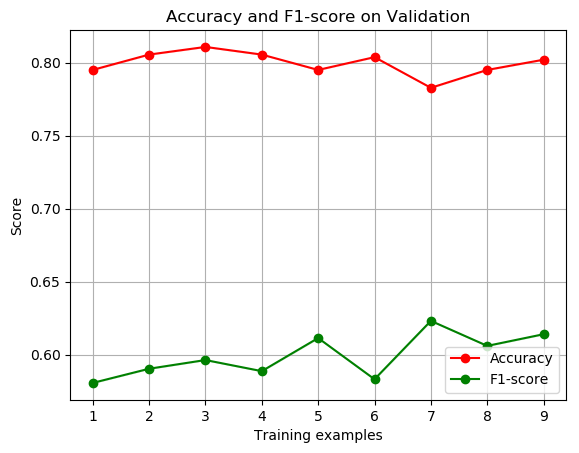 Accuracy and F1-score on Validation
Score
0.80
0.75
0.70
0.65
0.60
Accuracy
F1-score
1 2 3 4 5 6 7 8 9
Training examples